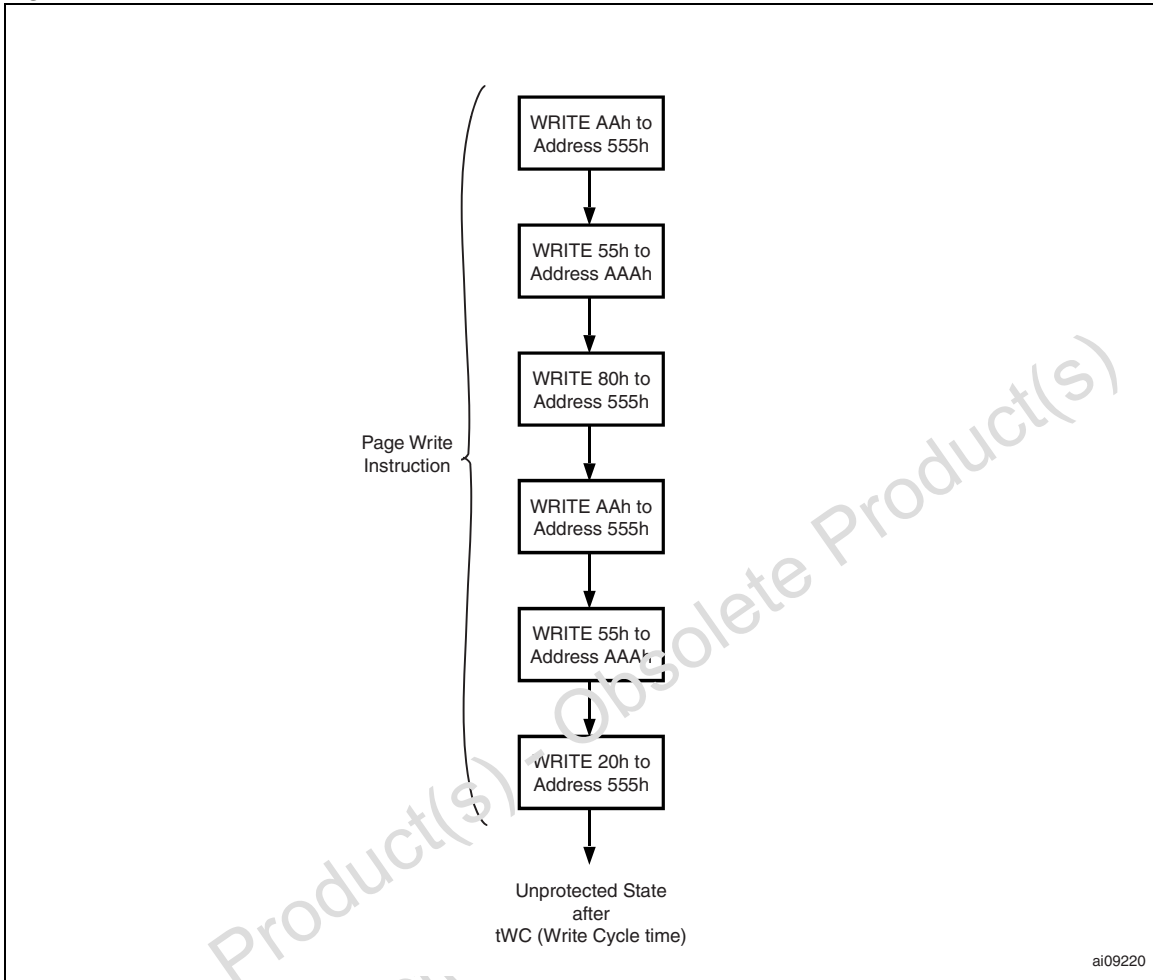 WRITE AAh to
Address 555h
WRITE 55h to
Address AAAh
WRITE 80h to
Address 555h
Page Write
Instruction
WRITE AAh to
Address 555h
WRITE 55h to
Address AAAh
WRITE 20h to
Address 555h
Unprotected State
after
tWC (Write Cycle time)
Product(s) - Obsolete Product(s)
ai09220